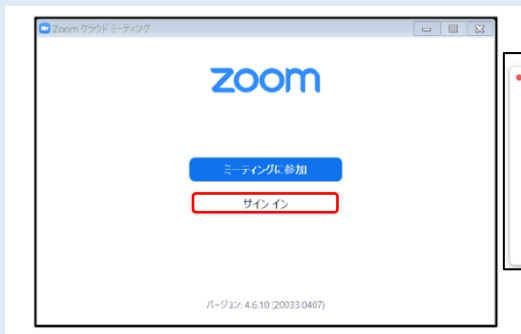 Zoom クラウド ミーティング
zoom
ミーティングに参加
サイン イン
バージョン: 4.6.10 (20033.0407)